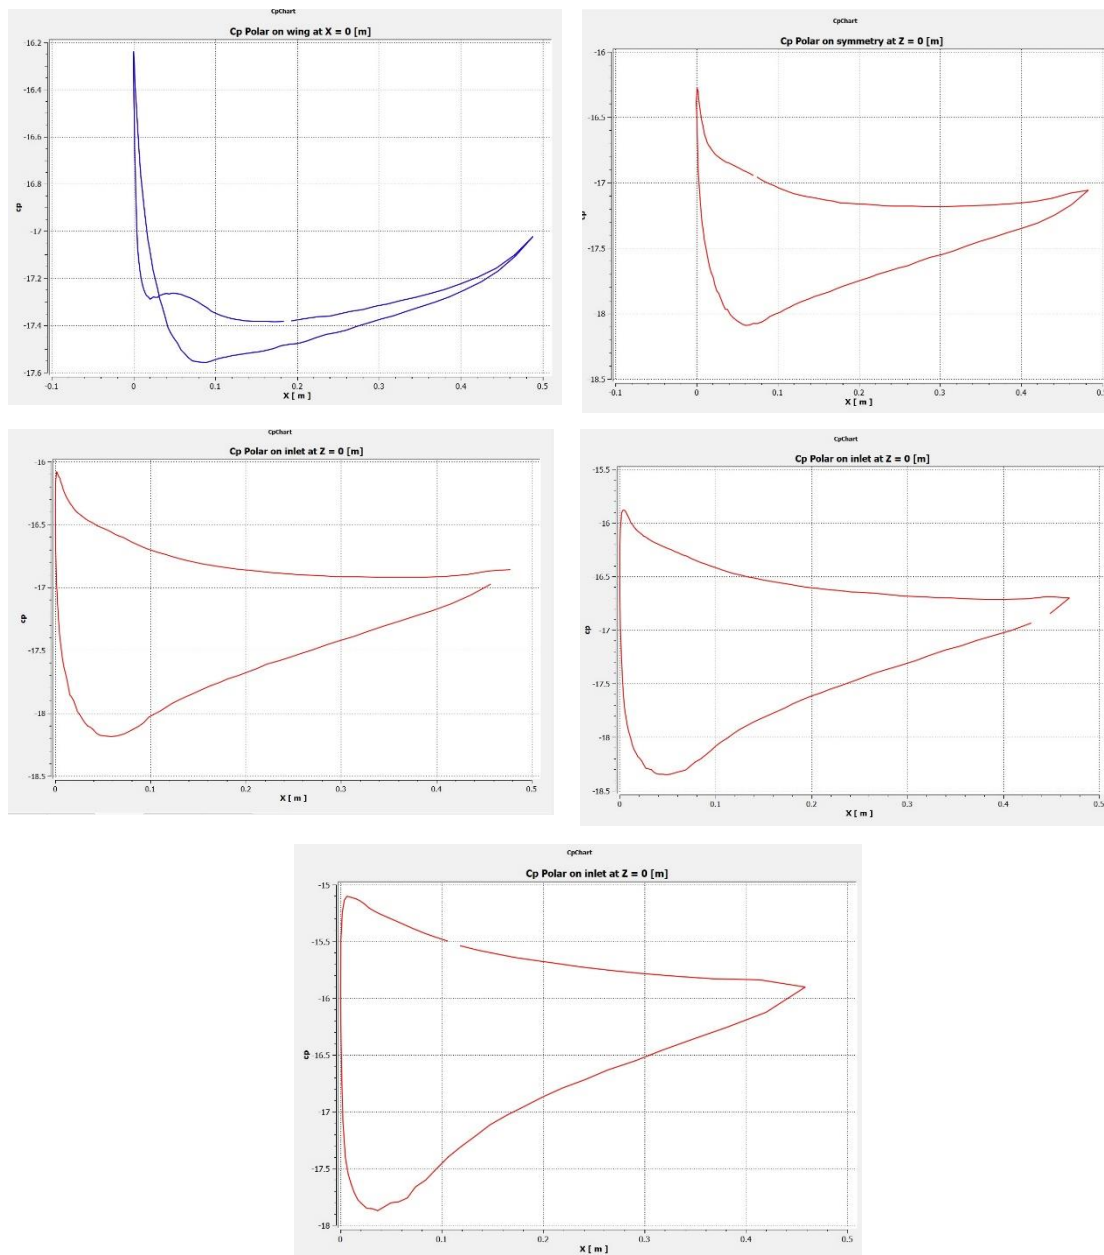 CpChart
Cp Polar on wing at X = 0 [m]
-16.2
-16.4
-16.6
-16.8
-17
-17.2
-17.4
-17.6
cp
-0.1 0 0.1 0.2 0.3 0.4 0.5
X [ m ]
CpChart
Cp Polar on symmetry at Z = 0 [m]
-16
-16.5
-17
-17.5
-18
-18.5
cp
-0.1 0 0.1 0.2 0.3 0.4
X [ m ]
CpChart
Cp Polar on inlet at Z = 0 [m]
-16
-16.5
-17
-17.5
-18
-18.5
cp
0 0.1 0.2 0.3 0.4 0.5
X [ m ]
CpChart
Cp Polar on inlet at Z = 0 [m]
-15.5
-16
-16.5
-17
-17.5
-18
-18.5
cp
0 0.1 0.2 0.3 0.4 0.5
X [ m ]
CpChart
Cp Polar on inlet at Z = 0 [m]
-15
-15.5
-16
-16.5
-17
-17.5
-18
cp
0 0.1 0.2 0.3 0.4 0.5
X [ m ]